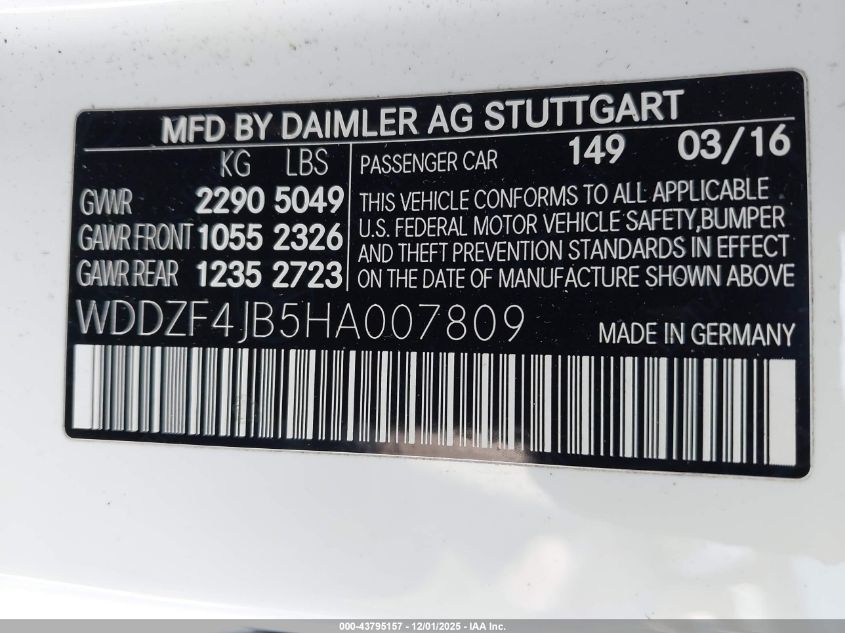 MFD BY DAIMLER AG STUTTGART
KG LBS
GVWR 2290 5049
GAWR FRONT 1055 2326
GAWR REAR 1235 2723
PASSENGER CAR 149 03/16
THIS VEHICLE CONFORMS TO ALL APPLICABLE
U.S. FEDERAL MOTOR VEHICLE SAFETY,BUMPER
AND THEFT PREVENTION STANDARDS IN EFFECT
ON THE DATE OF MANUFACTURE SHOWN ABOVE
WDDZF4JB5HA007809
MADE IN GERMANY
000-43795157 - 12/01/2025 - IAA Inc.